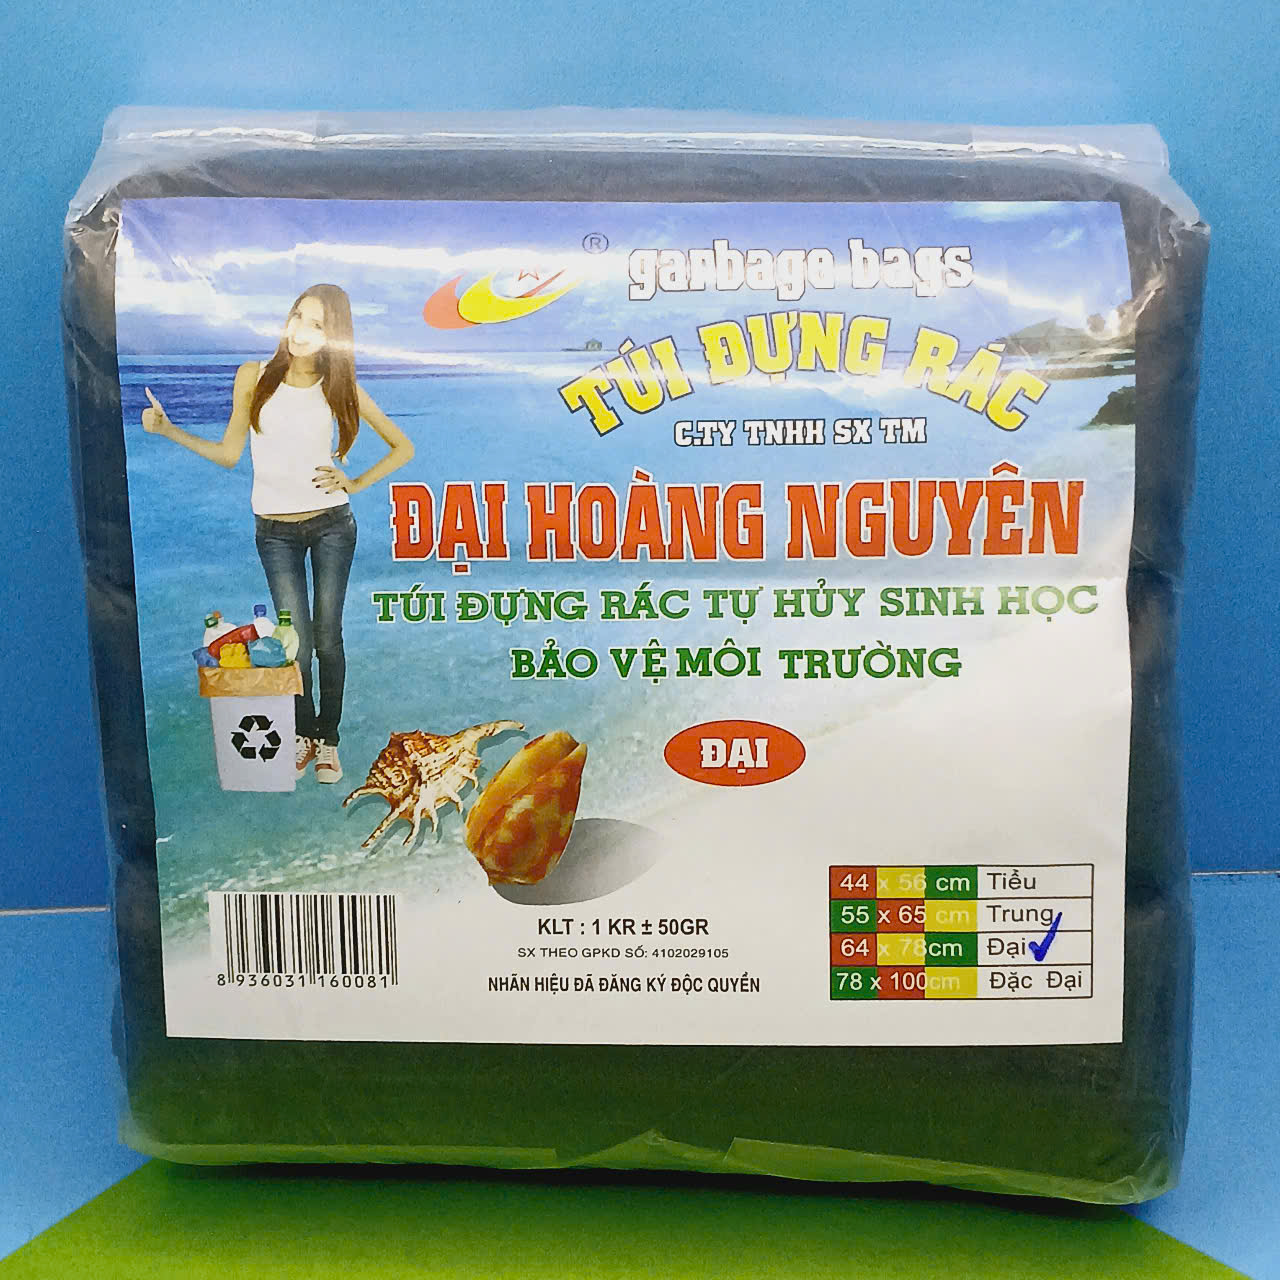 ®
garbage bags
TÚI ĐỰNG RÁC
C.TY TNHH SX TM
ĐẠI HOÀNG NGUYÊN
TÚI ĐỰNG RÁC TỰ HỦY SINH HỌC
BẢO VỆ MÔI TRƯỜNG
ĐẠI
44 x 56 cm Tiểu
55 x 65 cm Trung
64 x 78cm Đại
78 x 100cm Đặc Đại
KLT : 1 KR ± 50GR
SX THEO GPKD SỐ: 4102029105
NHÃN HIỆU ĐÃ ĐĂNG KÝ ĐỘC QUYỀN
8 936031 160081